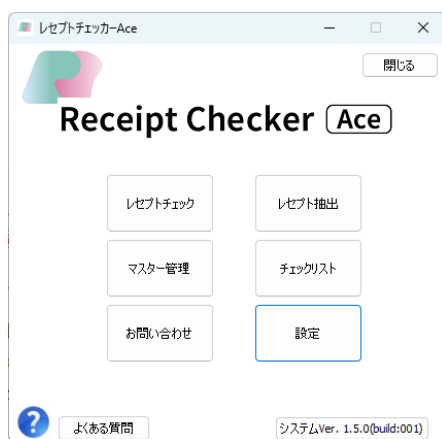 レセプトチェッカーAce
閉じる
Receipt Checker Ace
レセプトチェック
レセプト抽出
マスター管理
チェックリスト
お問い合わせ
設定
?
よくある質問
システムVer. 1.5.0(build:001)